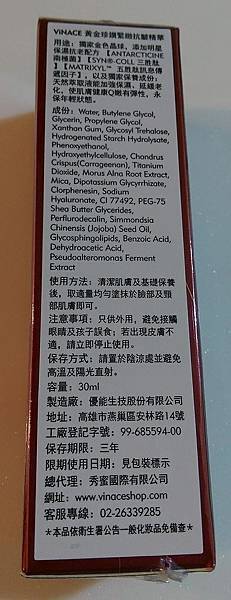 ViNACE 黃金珍鑽緊緻抗皺精華
用途：獨家金色晶球，添加明星
保濕抗老配方【ANTARCTICINE
南極菌】【SYN®-COLL 三胜肽
】【MATRIXYL™ 五胜肽訊息傳
遞因子】，以及獨家保養成份；
天然萃取液能加強保濕、延緩老
化，使肌膚健康Q嫩有彈性，永
保年輕狀態。
成份：Water, Butylene Glycol,
Glycerin, Propylene Glycol,
Xanthan Gum, Glycosyl Trehalose,
Hydrogenated Starch Hydrolysate,
Phenoxyethanol,
Hydroxyethylcellulose, Chondrus
Crispus(Carrageenan), Titanium
Dioxide, Morus Alna Root Extract,
Mica, Dipotassium Glycyrrhizate,
Clorphenesin, Sodium
Hyaluronate, CI 77492, PEG-75
Shea Butter Glycerides,
Perflurodecalin, Simmondsia
Chinensis (Jojoba) Seed Oil,
Glycosphingolipids, Benzoic Acid,
Dehydroacetic Acid,
Pseudoalteromonas Ferment
Extract
使用方法：清潔肌膚及基礎保養
後，取適量均勻塗抹於臉部及頸
部肌膚即可。
注意事項：只供外用，避免接觸
眼睛及孩子誤食；若出現皮膚不
適，請立即停止使用。
保存方式：請置於陰涼處並避免
高溫及陽光直射。
容量：30ml
製造廠：優能生技股份有限公司
地址：高雄市燕巢區安林路14號
工廠登記字號：99-685594-00
保存期限：三年
限期使用日期：見包裝標示
總代理：秀蜜國際有限公司
網址：www.vinaceshop.com
客服專線：02-26339285
*本品依衛生署公告一般化妝品免備查*